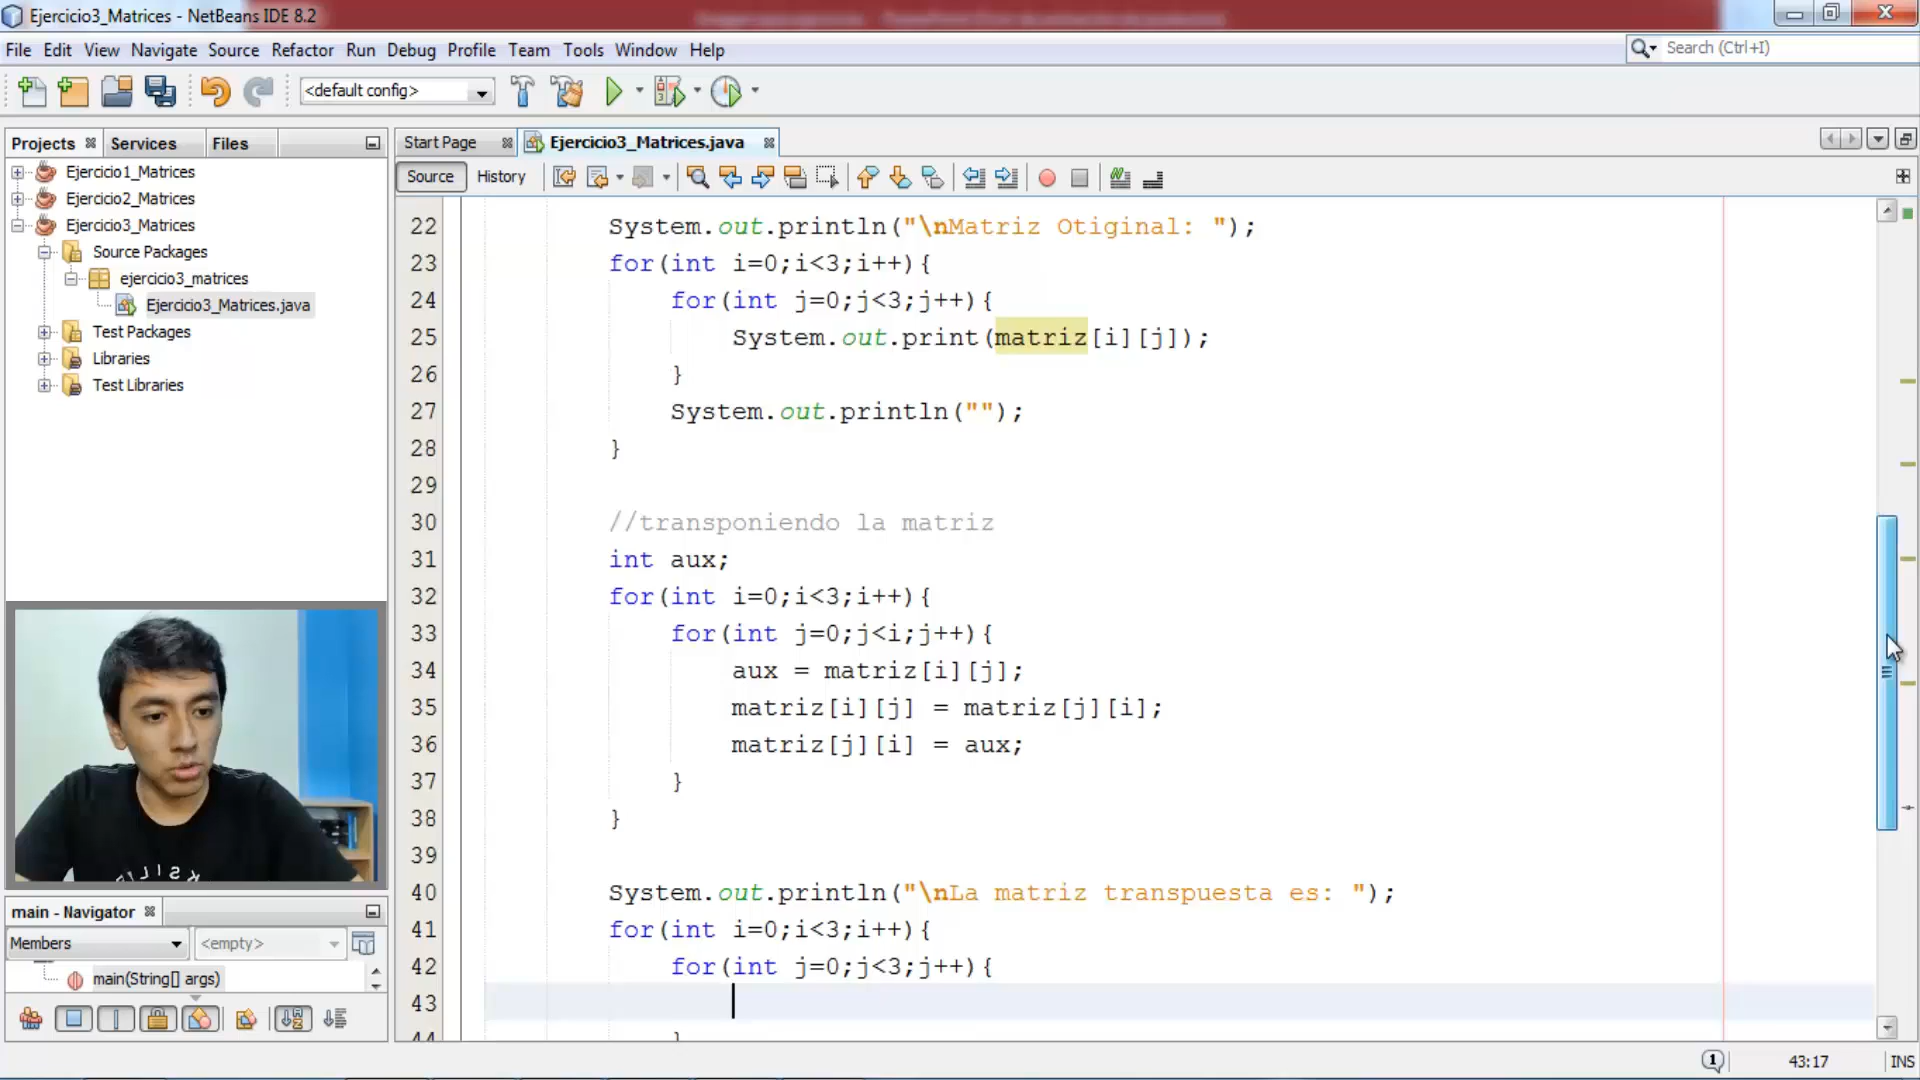 Ejercicio3_Matrices - NetBeans IDE 8.2
File Edit View Navigate Source Refactor Run Debug Profile Team Tools Window Help
Search (Ctrl+I)
<default config>
Projects Services Files
Ejercicio1_Matrices
Ejercicio2_Matrices
Ejercicio3_Matrices
Source Packages
ejercicio3_matrices
Ejercicio3_Matrices.java
Test Packages
Libraries
Test Libraries
main - Navigator
Members <empty>
main(String[] args)
Start Page Ejercicio3_Matrices.java
Source History
22 System.out.println("\nMatriz Otiginal: ");
23 for(int i=0;i<3;i++){
24 for(int j=0;j<3;j++){
25 System.out.print(matriz[i][j]);
26 }
27 System.out.println("");
28 }
29
30 //transponiendo la matriz
31 int aux;
32 for(int i=0;i<3;i++){
33 for(int j=0;j<i;j++){
34 aux = matriz[i][j];
35 matriz[i][j] = matriz[j][i];
36 matriz[j][i] = aux;
37 }
38 }
39
40 System.out.println("\nLa matriz transpuesta es: ");
41 for(int i=0;i<3;i++){
42 for(int j=0;j<3;j++){
43
44 }
1 43:17 INS